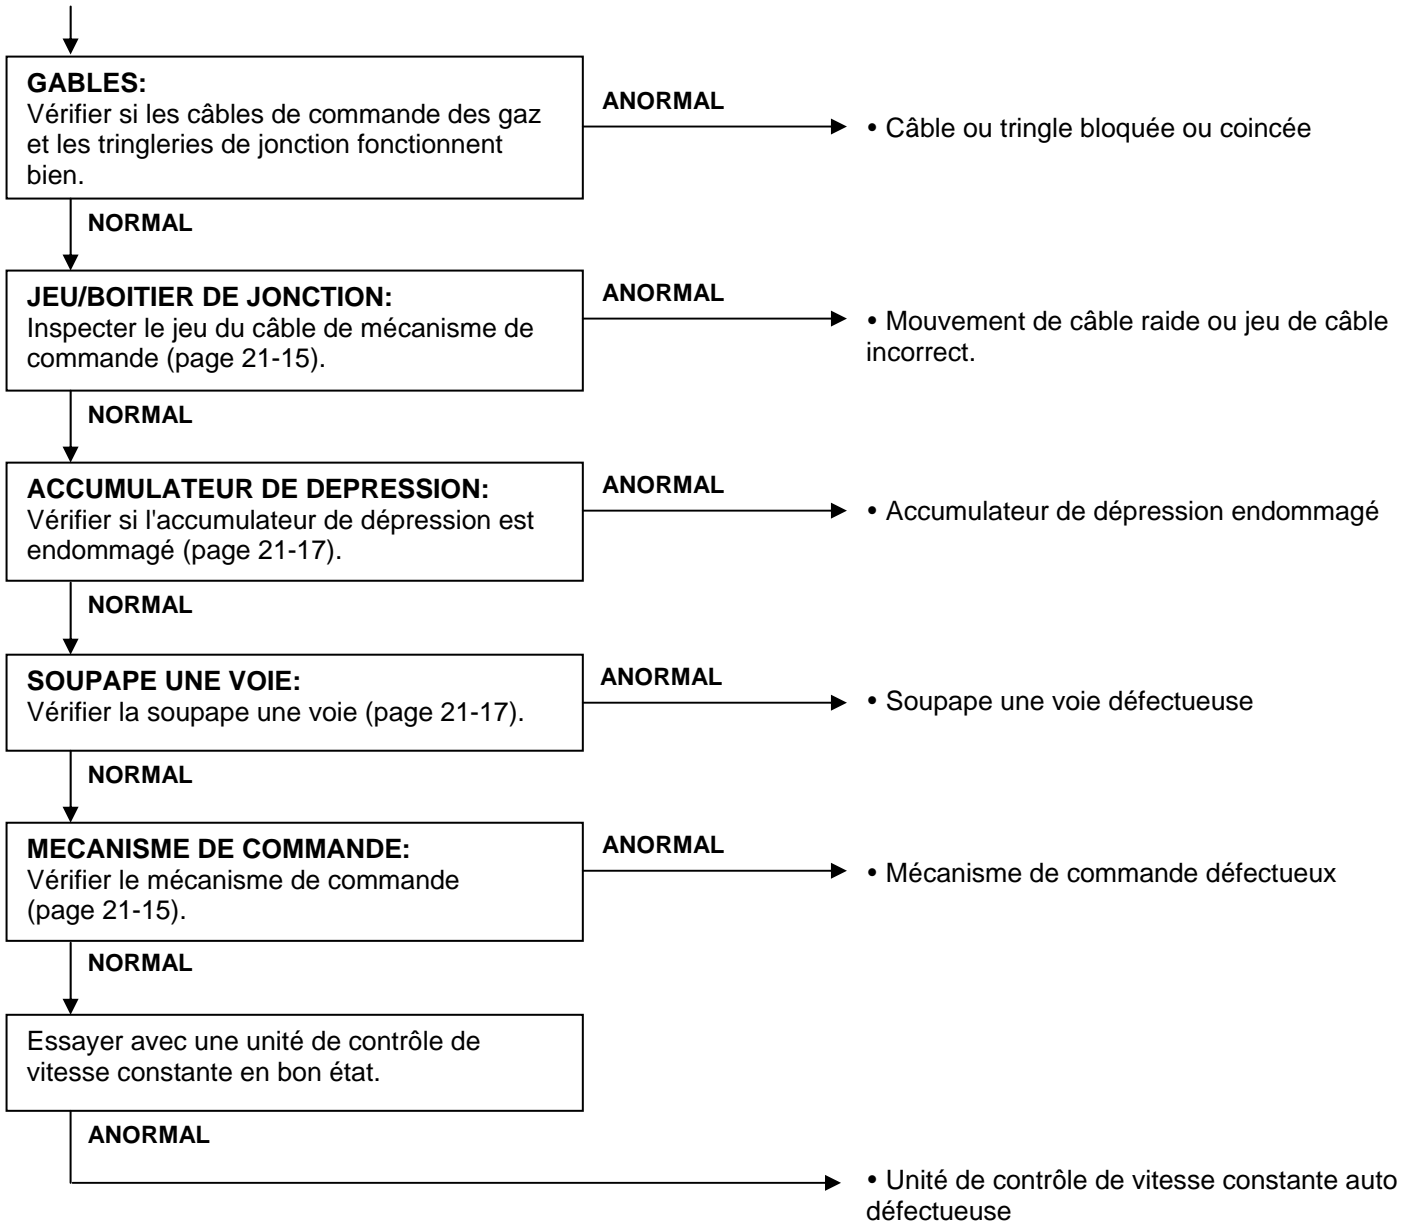 GABLES:
Vérifier si les câbles de commande des gaz
et les tringleries de jonction fonctionnent
bien.
ANORMAL
• Câble ou tringle bloquée ou coincée
NORMAL
JEU/BOITIER DE JONCTION:
Inspecter le jeu du câble de mécanisme de
commande (page 21-15).
ANORMAL
• Mouvement de câble raide ou jeu de câble
incorrect.
NORMAL
ACCUMULATEUR DE DEPRESSION:
Vérifier si l'accumulateur de dépression est
endommagé (page 21-17).
ANORMAL
• Accumulateur de dépression endommagé
NORMAL
SOUPAPE UNE VOIE:
Vérifier la soupape une voie (page 21-17).
ANORMAL
• Soupape une voie défectueuse
NORMAL
MECANISME DE COMMANDE:
Vérifier le mécanisme de commande
(page 21-15).
ANORMAL
• Mécanisme de commande défectueux
NORMAL
Essayer avec une unité de contrôle de
vitesse constante en bon état.
ANORMAL
• Unité de contrôle de vitesse constante auto
défectueuse